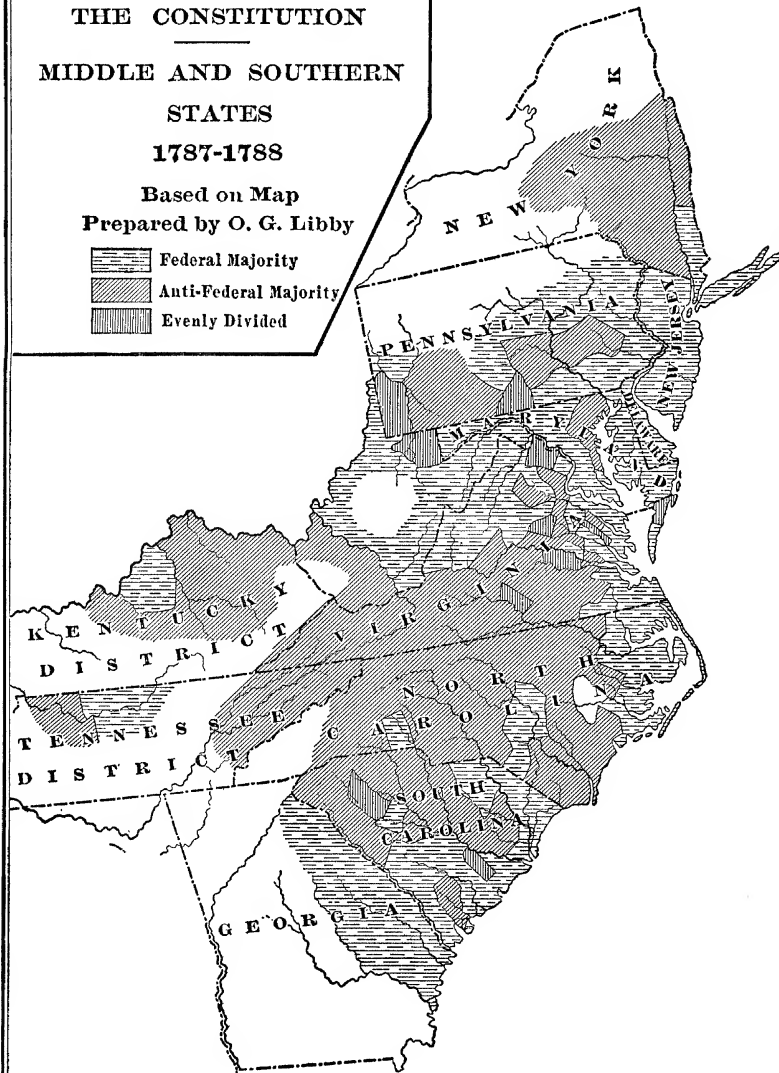 THE CONSTITUTION
MIDDLE AND SOUTHERN
STATES
1787-1788
Based on Map
Prepared by O. G. Libby
Federal Majority
Anti-Federal Majority
Evenly Divided
NEW YORK
PENNSYLVANIA
NEW JERSEY
DELAWARE
MARYLAND
VIRGINIA
KENTUCKY
DISTRICT
TENNESSEE
DISTRICT
NORTH
CAROLINA
SOUTH
CAROLINA
GEORGIA